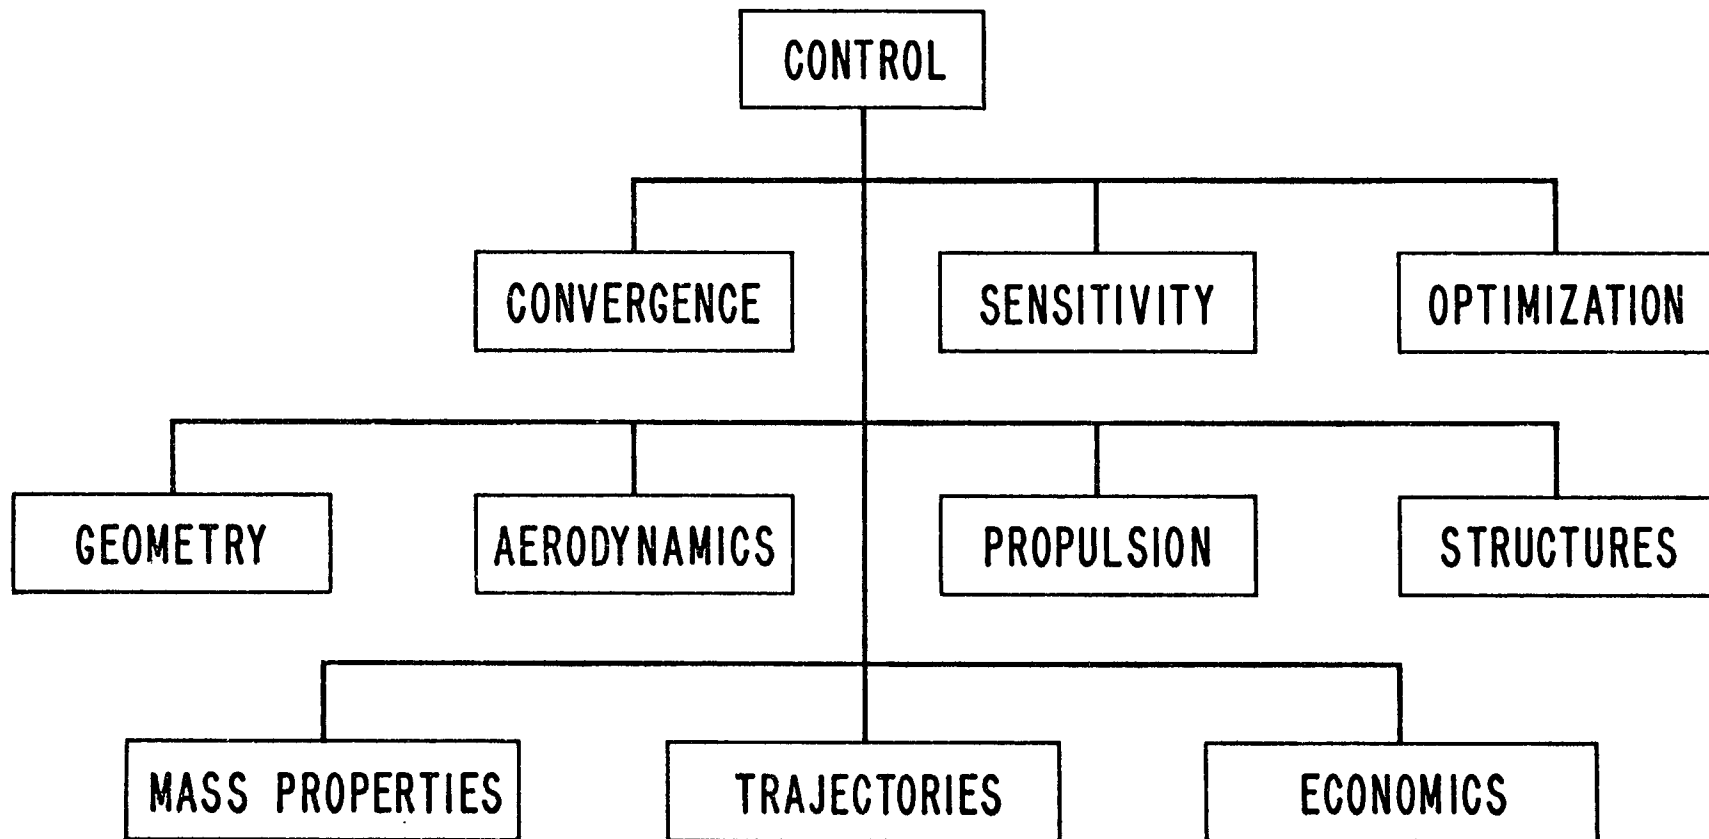 CONTROL
CONVERGENCE
SENSITIVITY
OPTIMIZATION
GEOMETRY
AERODYNAMICS
PROPULSION
STRUCTURES
MASS PROPERTIES
TRAJECTORIES
ECONOMICS